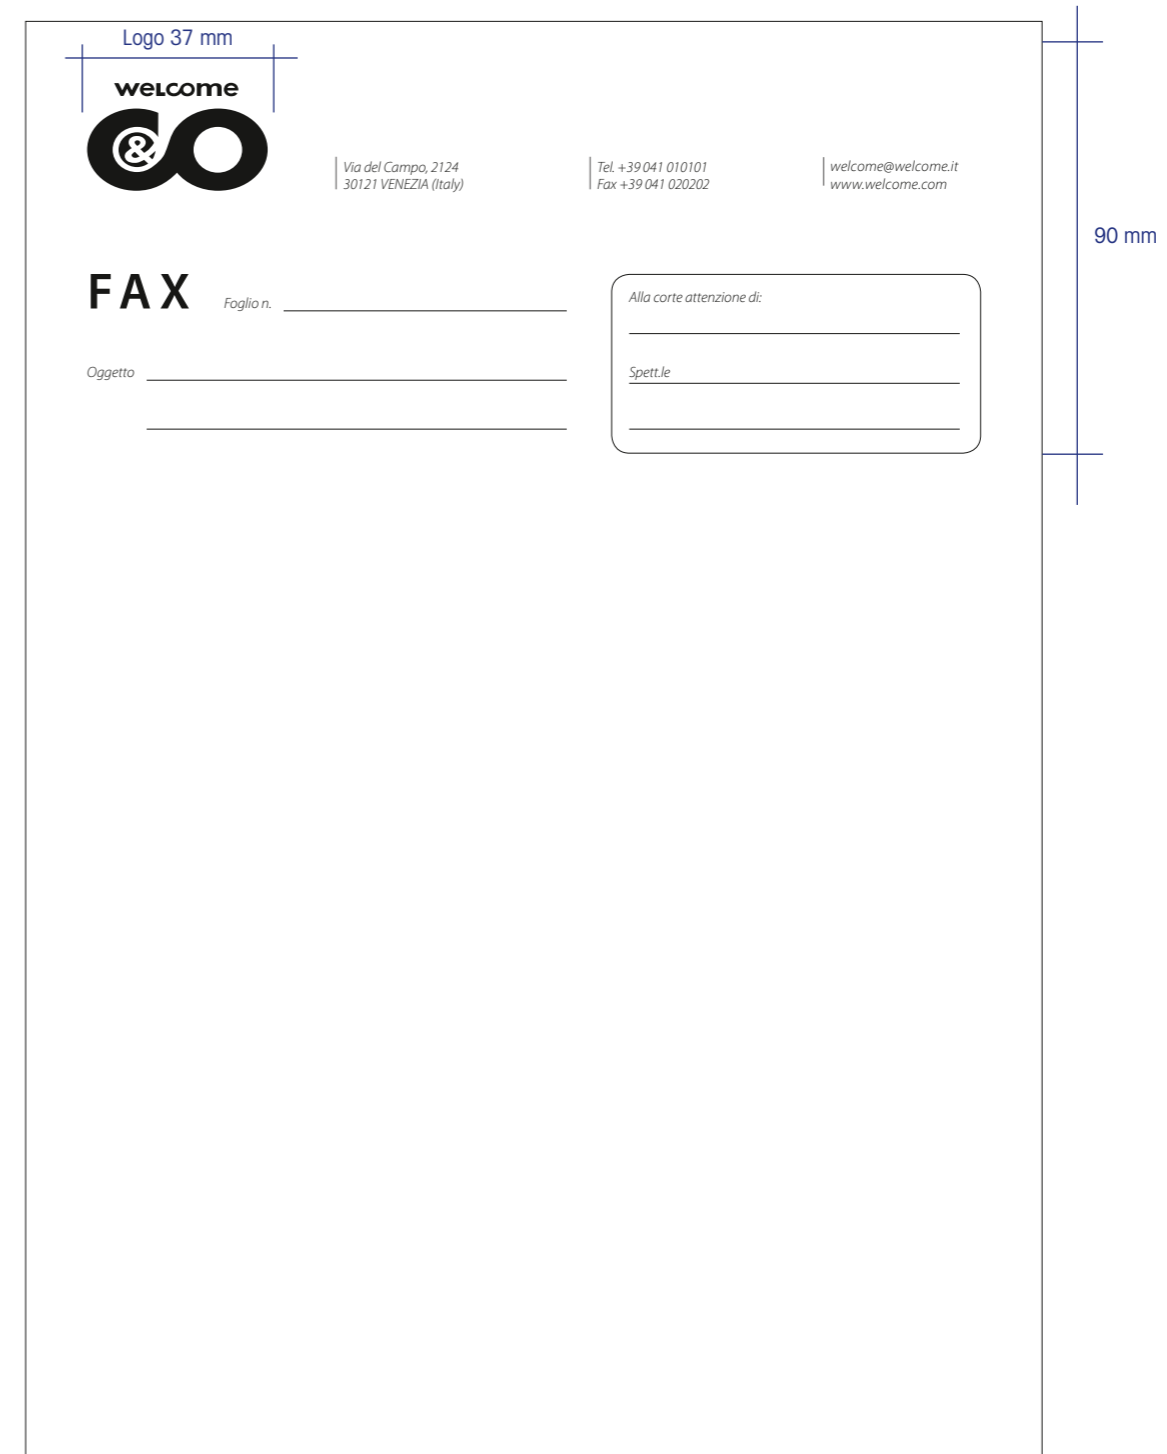 Logo 37 mm
welcome
&
CO
Via del Campo, 2124
30121 VENEZIA (Italy)
Tel. +39 041 010101
Fax +39 041 020202
welcome@welcome.it
www.welcome.com
90 mm
FAX
Foglio n.
Alla corte attenzione di:
Oggetto
Spett.le